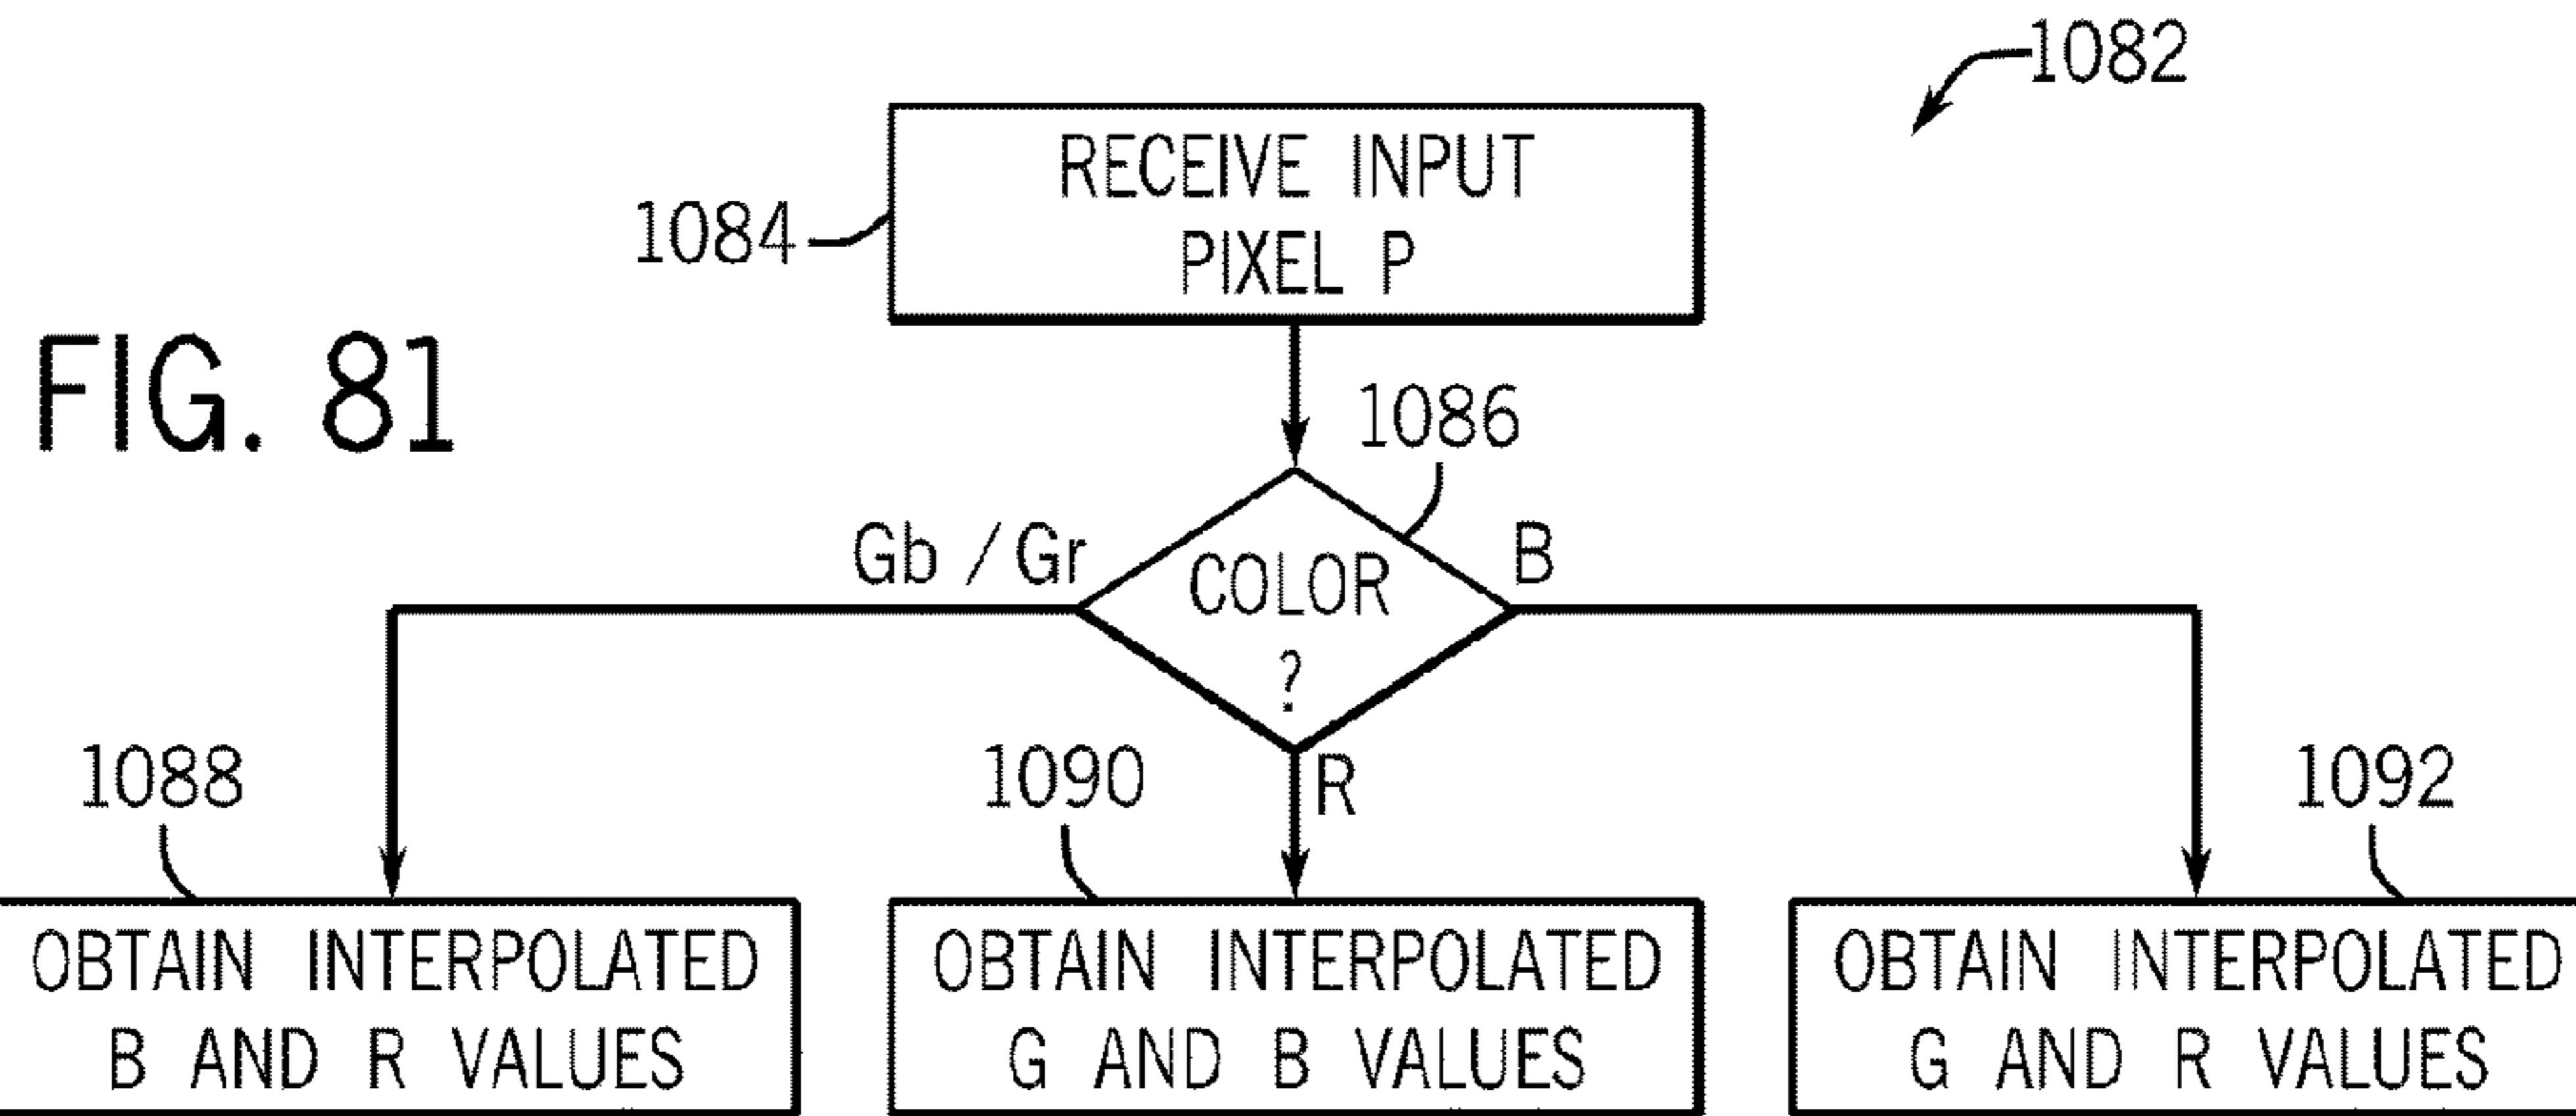 1082
RECEIVE INPUT
PIXEL P
1084
FIG. 81
1086
Gb / Gr
B
COLOR
?
R
1088
1090
1092
OBTAIN INTERPOLATED
B AND R VALUES
OBTAIN INTERPOLATED
G AND B VALUES
OBTAIN INTERPOLATED
G AND R VALUES